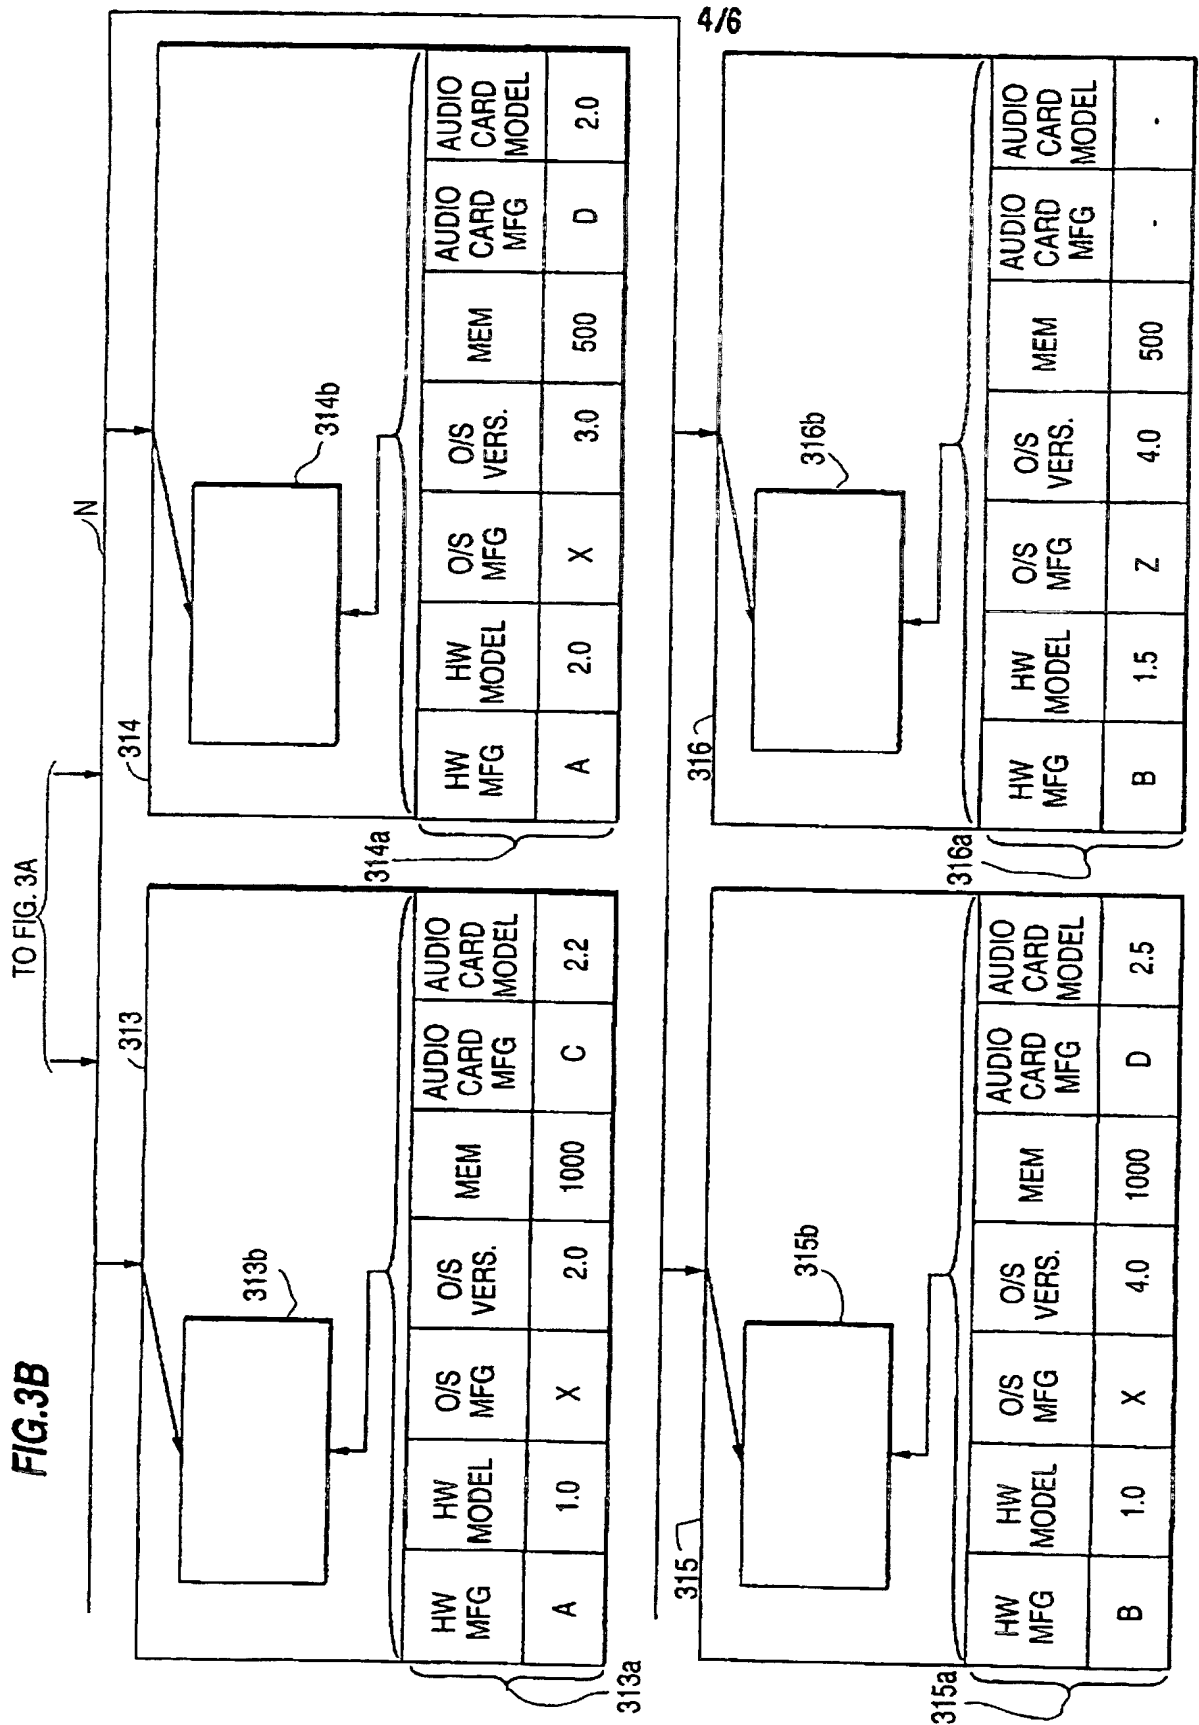 4/6
FIG.3B
TO FIG. 3A
N
313
313b
313a
HW MFG | HW MODEL | O/S MFG | O/S VERS. | MEM | AUDIO CARD MFG | AUDIO CARD MODEL
A | 1.0 | X | 2.0 | 1000 | C | 2.2
314
314b
314a
HW MFG | HW MODEL | O/S MFG | O/S VERS. | MEM | AUDIO CARD MFG | AUDIO CARD MODEL
A | 2.0 | X | 3.0 | 500 | D | 2.0
315
315b
315a
HW MFG | HW MODEL | O/S MFG | O/S VERS. | MEM | AUDIO CARD MFG | AUDIO CARD MODEL
B | 1.0 | X | 4.0 | 1000 | D | 2.5
316
316b
316a
HW MFG | HW MODEL | O/S MFG | O/S VERS. | MEM | AUDIO CARD MFG | AUDIO CARD MODEL
B | 1.5 | Z | 4.0 | 500 | - | -